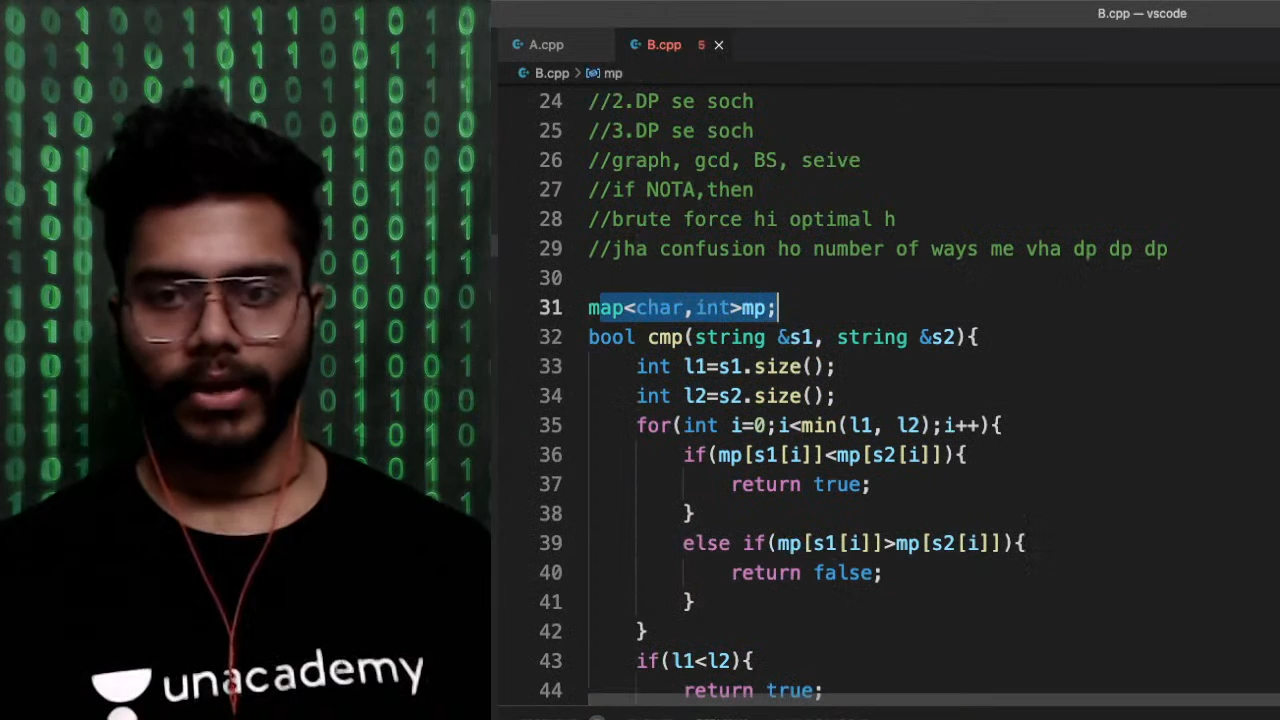 B.cpp — vscode
A.cpp
B.cpp 5
B.cpp > mp
24 //2.DP se soch
25 //3.DP se soch
26 //graph, gcd, BS, seive
27 //if NOTA,then
28 //brute force hi optimal h
29 //jha confusion ho number of ways me vha dp dp dp
30
31 map<char,int>mp;
32 bool cmp(string &s1, string &s2){
33 int l1=s1.size();
34 int l2=s2.size();
35 for(int i=0;i<min(l1, l2);i++){
36 if(mp[s1[i]]<mp[s2[i]]){
37 return true;
38 }
39 else if(mp[s1[i]]>mp[s2[i]]){
40 return false;
41 }
42 }
43 if(l1<l2){
44 return true;
unacademy